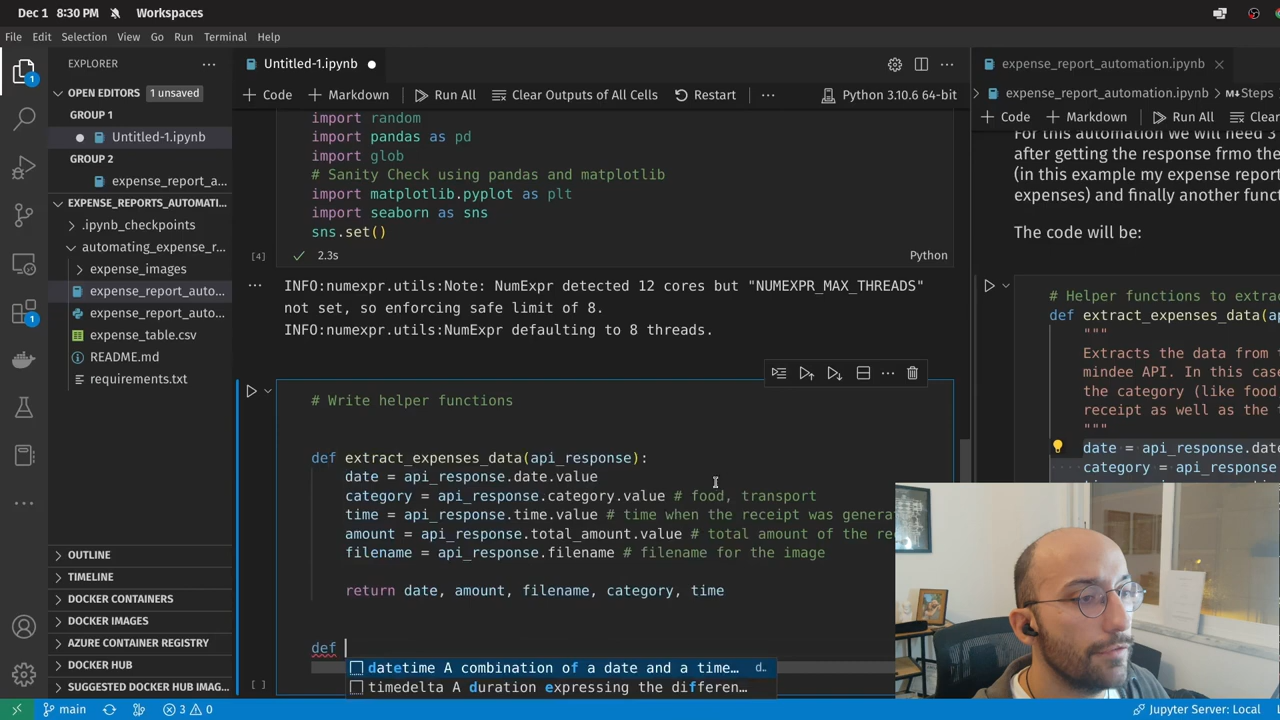 Dec 1 8:30 PM Workspaces
File Edit Selection View Go Run Terminal Help
EXPLORER
OPEN EDITORS 1 unsaved
GROUP 1
Untitled-1.ipynb
GROUP 2
expense_report_a...
EXPENSE_REPORTS_AUTOMATI...
.ipynb_checkpoints
automating_expense_r...
expense_images
expense_report_auto...
expense_report_auto...
expense_table.csv
README.md
requirements.txt
OUTLINE
TIMELINE
DOCKER CONTAINERS
DOCKER IMAGES
AZURE CONTAINER REGISTRY
DOCKER HUB
SUGGESTED DOCKER HUB IMAG...
Untitled-1.ipynb
Code Markdown Run All Clear Outputs of All Cells Restart Python 3.10.6 64-bit
import random
import pandas as pd
import glob
# Sanity Check using pandas and matplotlib
import matplotlib.pyplot as plt
import seaborn as sns
sns.set()
[4] 2.3s Python
INFO:numexpr.utils:Note: NumExpr detected 12 cores but "NUMEXPR_MAX_THREADS"
not set, so enforcing safe limit of 8.
INFO:numexpr.utils:NumExpr defaulting to 8 threads.
# Write helper functions
def extract_expenses_data(api_response):
date = api_response.date.value
category = api_response.category.value # food, transport
time = api_response.time.value # time when the receipt was genera
amount = api_response.total_amount.value # total amount of the re
filename = api_response.filename # filename for the image
return date, amount, filename, category, time
def
datetime A combination of a date and a time… d…
timedelta A duration expressing the differen…
[ ]
expense_report_automation.ipynb
expense_report_automation.ipynb > Steps
Code Markdown Run All Clear
For this automation we will need 3
after getting the response frmo the
(in this example my expense report
expenses) and finally another funct
The code will be:
# Helper functions to extrac
def extract_expenses_data(ap
"""
Extracts the data from t
mindee API. In this case
the category (like food
receipt as well as the f
"""
date = api_response.date
category = api_response
main 3 0 Jupyter Server: Local